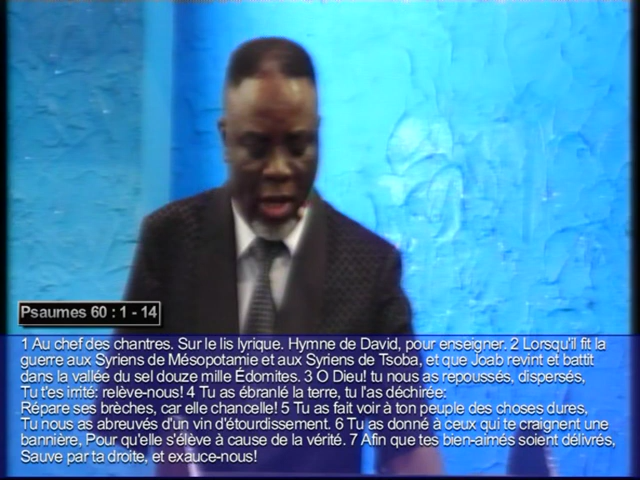 Psaumes 60 : 1 - 14
1 Au chef des chantres. Sur le lis lyrique. Hymne de David, pour enseigner. 2 Lorsqu'il fit la
guerre aux Syriens de Mésopotamie et aux Syriens de Tsoba, et que Joab revint et battit
dans la vallée du sel douze mille Édomites. 3 O Dieu! tu nous as repoussés, dispersés,
Tu t'es irrité: relève-nous! 4 Tu as ébranlé la terre, tu l'as déchirée:
Répare ses brèches, car elle chancelle! 5 Tu as fait voir à ton peuple des choses dures,
Tu nous as abreuvés d'un vin d'étourdissement. 6 Tu as donné à ceux qui te craignent une
bannière, Pour qu'elle s'élève à cause de la vérité. 7 Afin que tes bien-aimés soient délivrés,
Sauve par ta droite, et exauce-nous!